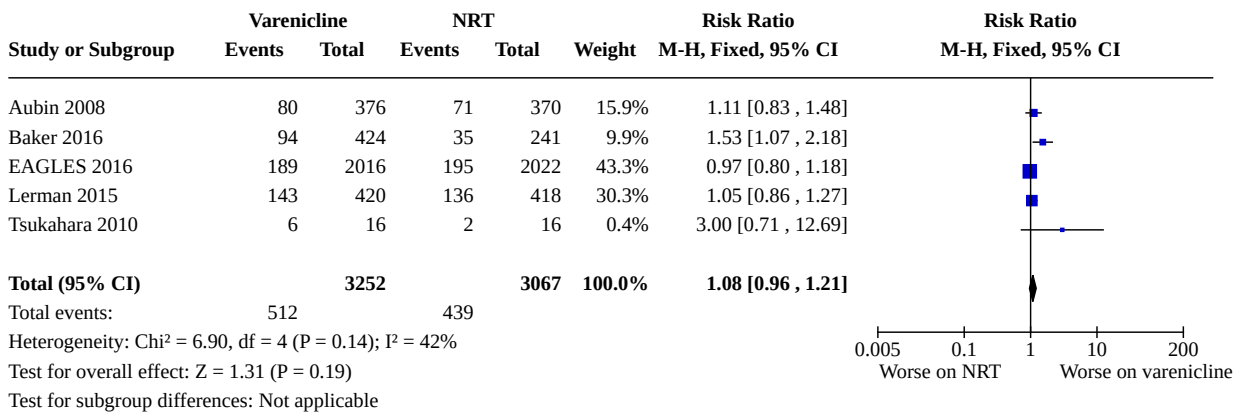 Varenicline NRT Risk Ratio Risk Ratio
Study or Subgroup Events Total Events Total Weight M-H, Fixed, 95% CI M-H, Fixed, 95% CI
Aubin 2008 80 376 71 370 15.9% 1.11 [0.83 , 1.48]
Baker 2016 94 424 35 241 9.9% 1.53 [1.07 , 2.18]
EAGLES 2016 189 2016 195 2022 43.3% 0.97 [0.80 , 1.18]
Lerman 2015 143 420 136 418 30.3% 1.05 [0.86 , 1.27]
Tsukahara 2010 6 16 2 16 0.4% 3.00 [0.71 , 12.69]
Total (95% CI) 3252 3067 100.0% 1.08 [0.96 , 1.21]
Total events: 512 439
Heterogeneity: Chi² = 6.90, df = 4 (P = 0.14); I² = 42%
0.005 0.1 1 10 200
Test for overall effect: Z = 1.31 (P = 0.19) Worse on NRT Worse on varenicline
Test for subgroup differences: Not applicable